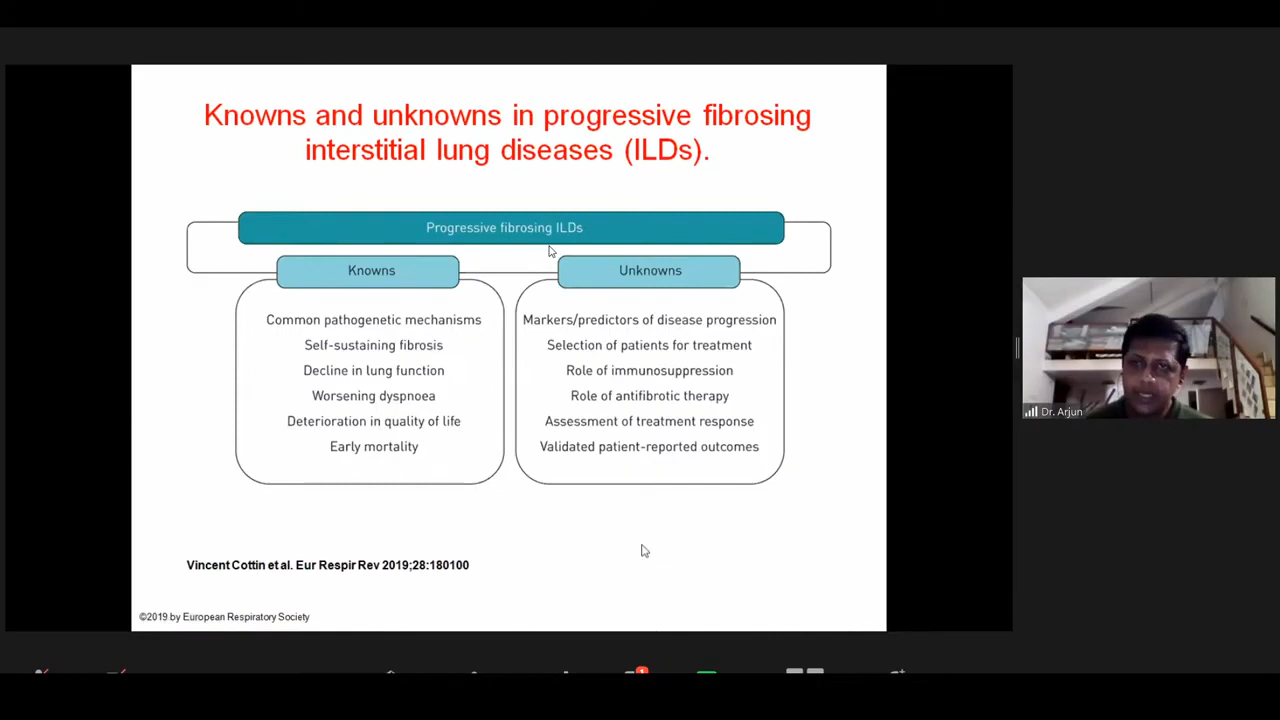 Knowns and unknowns in progressive fibrosing
interstitial lung diseases (ILDs).
Progressive fibrosing ILDs
Knowns
Common pathogenetic mechanisms
Self-sustaining fibrosis
Decline in lung function
Worsening dyspnoea
Deterioration in quality of life
Early mortality
Unknowns
Markers/predictors of disease progression
Selection of patients for treatment
Role of immunosuppression
Role of antifibrotic therapy
Assessment of treatment response
Validated patient-reported outcomes
Vincent Cottin et al. Eur Respir Rev 2019;28:180100
©2019 by European Respiratory Society
Dr. Arjun
1